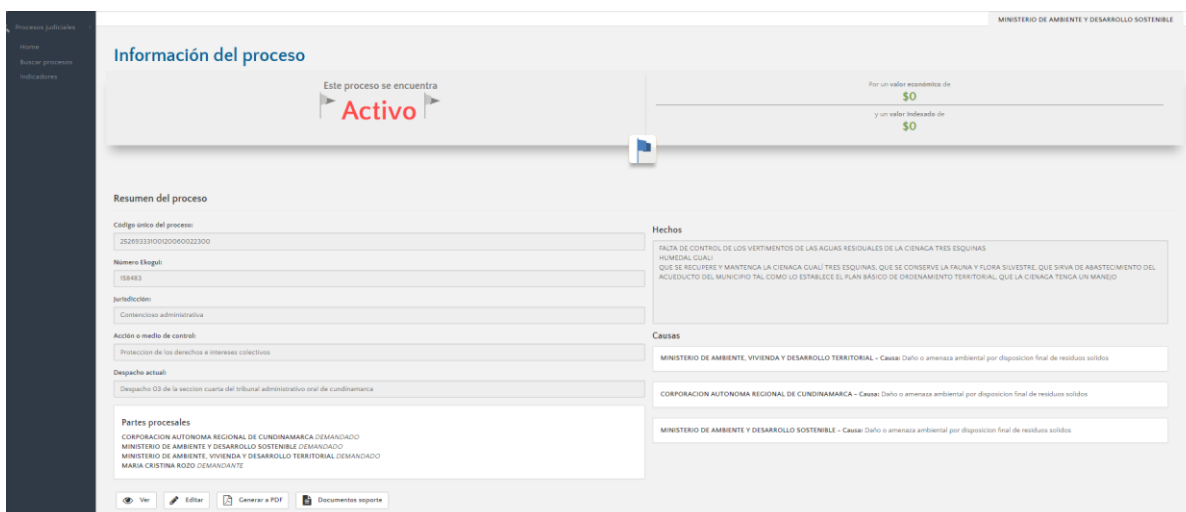 Procesos judiciales
MINISTERIO DE AMBIENTE Y DESARROLLO SOSTENIBLE
Home
Buscar procesos
Indicadores
Información del proceso
Este proceso se encuentra
Activo
Por un valor económico de
$0
y un valor indexado de
$0
Resumen del proceso
Código único del proceso:
25269333100120060022300
Número Ekogui:
158483
Jurisdicción:
Contencioso administrativa
Acción o medio de control:
Proteccion de los derechos e intereses colectivos
Despacho actual:
Despacho 03 de la seccion cuarta del tribunal administrativo oral de cundinamarca
Partes procesales
CORPORACION AUTONOMA REGIONAL DE CUNDINAMARCA DEMANDADO
MINISTERIO DE AMBIENTE Y DESARROLLO SOSTENIBLE DEMANDADO
MINISTERIO DE AMBIENTE, VIVIENDA Y DESARROLLO TERRITORIAL DEMANDADO
MARIA CRISTINA ROZO DEMANDANTE
Ver
Editar
Generar a PDF
Documentos soporte
Hechos
FALTA DE CONTROL DE LOS VERTIMENTOS DE LAS AGUAS RESIDUALES DE LA CIENAGA TRES ESQUINAS
HUMEDAL GUALI
QUE SE RECUPERE Y MANTENGA LA CIENAGA GUALÍ TRES ESQUINAS, QUE SE CONSERVE LA FAUNA Y FLORA SILVESTRE, QUE SIRVA DE ABASTECIMIENTO DEL
ACUEDUCTO DEL MUNICIPIO TAL COMO LO ESTABLECE EL PLAN BÁSICO DE ORDENAMIENTO TERRITORIAL, QUE LA CIENAGA TENGA UN MANEJO
Causas
MINISTERIO DE AMBIENTE, VIVIENDA Y DESARROLLO TERRITORIAL - Causa: Daño o amenaza ambiental por disposicion final de residuos solidos
CORPORACION AUTONOMA REGIONAL DE CUNDINAMARCA - Causa: Daño o amenaza ambiental por disposicion final de residuos solidos
MINISTERIO DE AMBIENTE Y DESARROLLO SOSTENIBLE - Causa: Daño o amenaza ambiental por disposicion final de residuos solidos